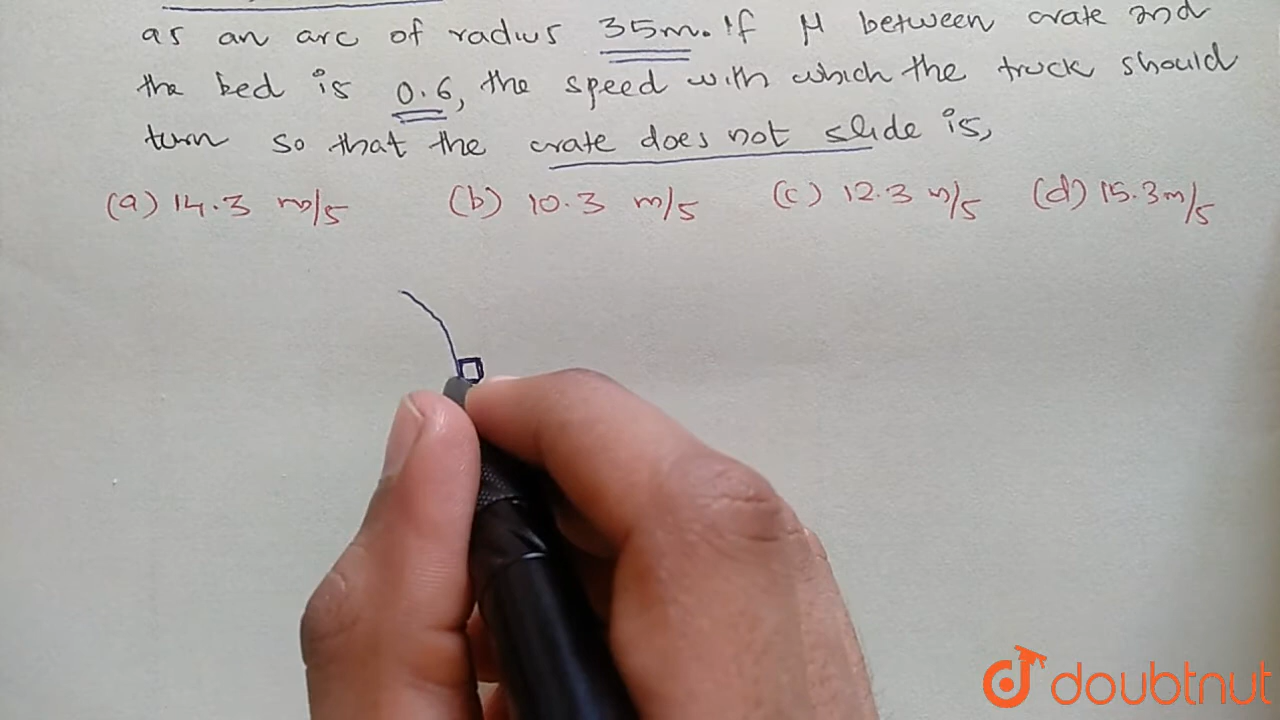 as an arc of radius 35m. If μ between crate and
the bed is 0.6, the speed with which the truck should
turn so that the crate does not slide is,
(a) 14.3 m/s (b) 10.3 m/s (c) 12.3 m/s (d) 15.3 m/s
doubtnut